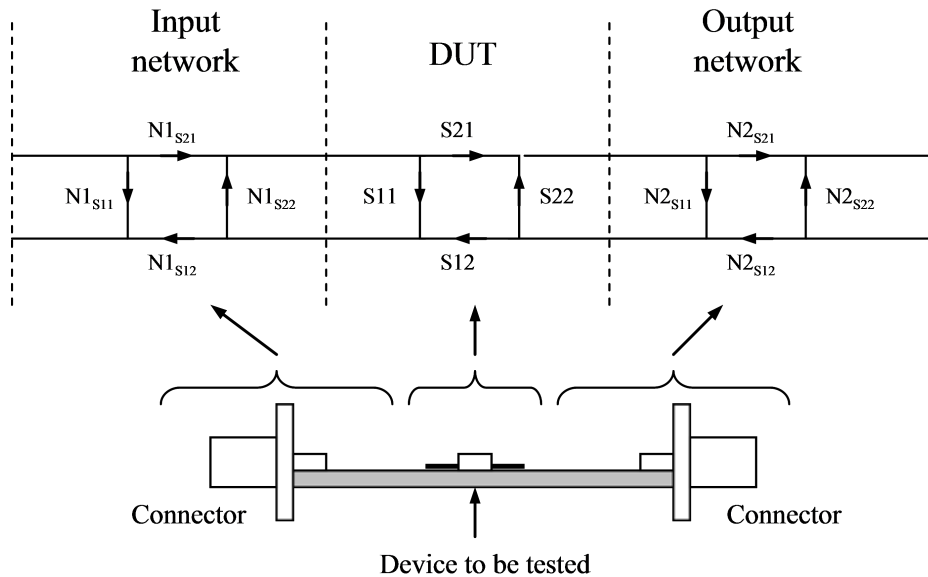 Input
network
DUT
Output
network
N1S21
S21
N2S21
N1S11
N1S22
S11
S22
N2S11
N2S22
N1S12
S12
N2S12
Connector
Connector
Device to be tested